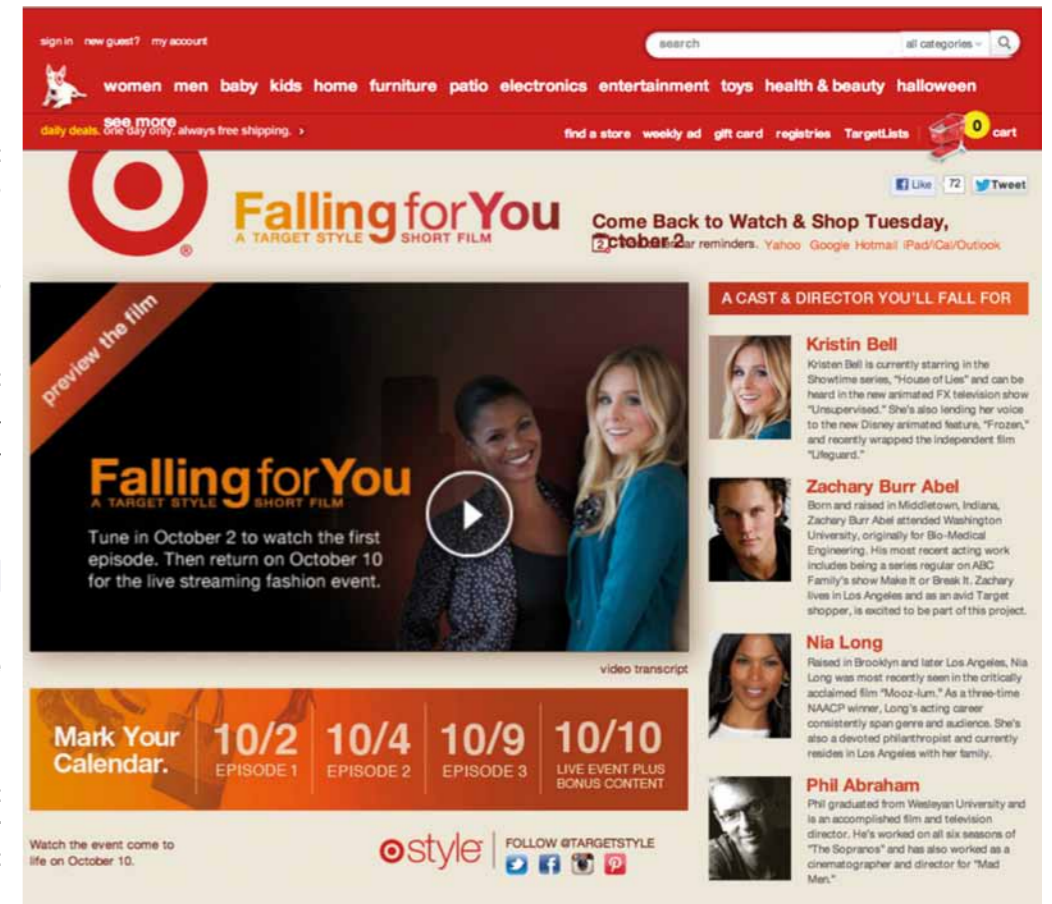 sign in new guest? my account
search all categories
women men baby kids home furniture patio electronics entertainment toys health & beauty halloween
see more
daily deals. one day only. always free shipping. ›
find a store weekly ad gift card registries TargetLists 0 cart
Like 72 Tweet
Falling for You
A TARGET STYLE SHORT FILM
®
Come Back to Watch & Shop Tuesday,
October 2
2 reminders. Yahoo Google Hotmail iPad/iCal/Outlook
preview the film
Falling for You
A TARGET STYLE SHORT FILM
Tune in October 2 to watch the first
episode. Then return on October 10
for the live streaming fashion event.
video transcript
Mark Your
Calendar.
10/2
EPISODE 1
10/4
EPISODE 2
10/9
EPISODE 3
10/10
LIVE EVENT PLUS
BONUS CONTENT
Watch the event come to
life on October 10.
style
FOLLOW @TARGETSTYLE
A CAST & DIRECTOR YOU'LL FALL FOR
Kristin Bell
Kristen Bell is currently starring in the
Showtime series, "House of Lies" and can be
heard in the new animated FX television show
"Unsupervised." She's also lending her voice
to the new Disney animated feature, "Frozen,"
and recently wrapped the independent film
"Lifeguard."
Zachary Burr Abel
Born and raised in Middletown, Indiana,
Zachary Burr Abel attended Washington
University, originally for Bio-Medical
Engineering. His most recent acting work
includes being a series regular on ABC
Family's show Make It or Break It. Zachary
lives in Los Angeles and as an avid Target
shopper, is excited to be part of this project.
Nia Long
Raised in Brooklyn and later Los Angeles, Nia
Long was most recently seen in the critically
acclaimed film "Mooz-lum." As a three-time
NAACP winner, Long's acting career
consistently span genre and audience. She's
also a devoted philanthropist and currently
resides in Los Angeles with her family.
Phil Abraham
Phil graduated from Wesleyan University and
is an accomplished film and television
director. He's worked on all six seasons of
"The Sopranos" and has also worked as a
cinematographer and director for "Mad
Men."